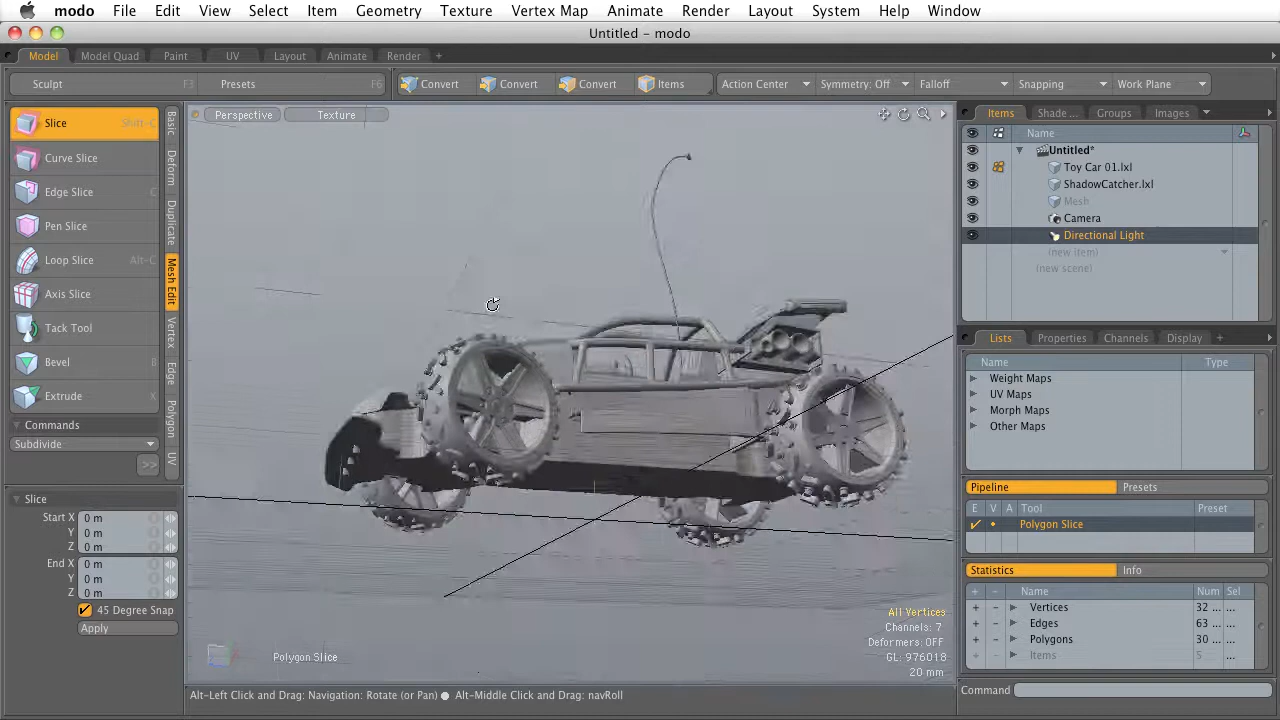 modo File Edit View Select Item Geometry Texture Vertex Map Animate Render Layout System Help Window
Untitled – modo
Model Model Quad Paint UV Layout Animate Render +
Sculpt F3 Presets F6 Convert Convert Convert Items Action Center Symmetry: Off Falloff Snapping Work Plane
Slice Shift-C
Curve Slice
Edge Slice C
Pen Slice
Loop Slice Alt-C
Axis Slice
Tack Tool
Bevel B
Extrude X
Commands
Subdivide
>>
Basic
Deform
Duplicate
Mesh Edit
Vertex
Edge
Polygon
UV
Slice
Start X 0 m
Y 0 m
Z 0 m
End X 0 m
Y 0 m
Z 0 m
45 Degree Snap
Apply
Perspective Texture
All Vertices
Channels: 7
Deformers: OFF
GL: 976018
20 mm
Polygon Slice
Alt-Left Click and Drag: Navigation: Rotate (or Pan) ● Alt-Middle Click and Drag: navRoll
Items Shade ... Groups Images
Name
Untitled*
Toy Car 01.lxl
ShadowCatcher.lxl
Mesh
Camera
Directional Light
(new item)
(new scene)
Lists Properties Channels Display +
Name Type
Weight Maps
UV Maps
Morph Maps
Other Maps
Pipeline Presets
E V A Tool Preset
Polygon Slice
Statistics Info
+ – Name Num Sel
+ – Vertices 32 ... ...
+ – Edges 63 ... ...
+ – Polygons 30 ... ...
+ – Items 5 ...
Command